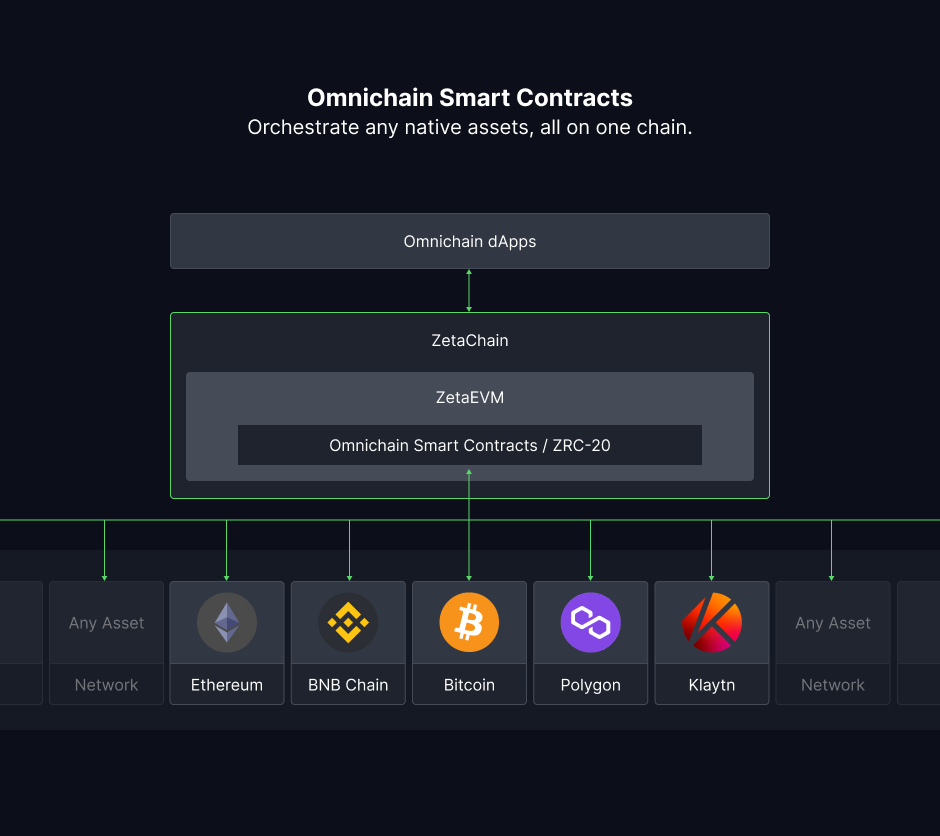 Omnichain Smart Contracts
Orchestrate any native assets, all on one chain.
Omnichain dApps
ZetaChain
ZetaEVM
Omnichain Smart Contracts / ZRC-20
Any Asset
Network
Ethereum
BNB Chain
Bitcoin
Polygon
Klaytn
Any Asset
Network